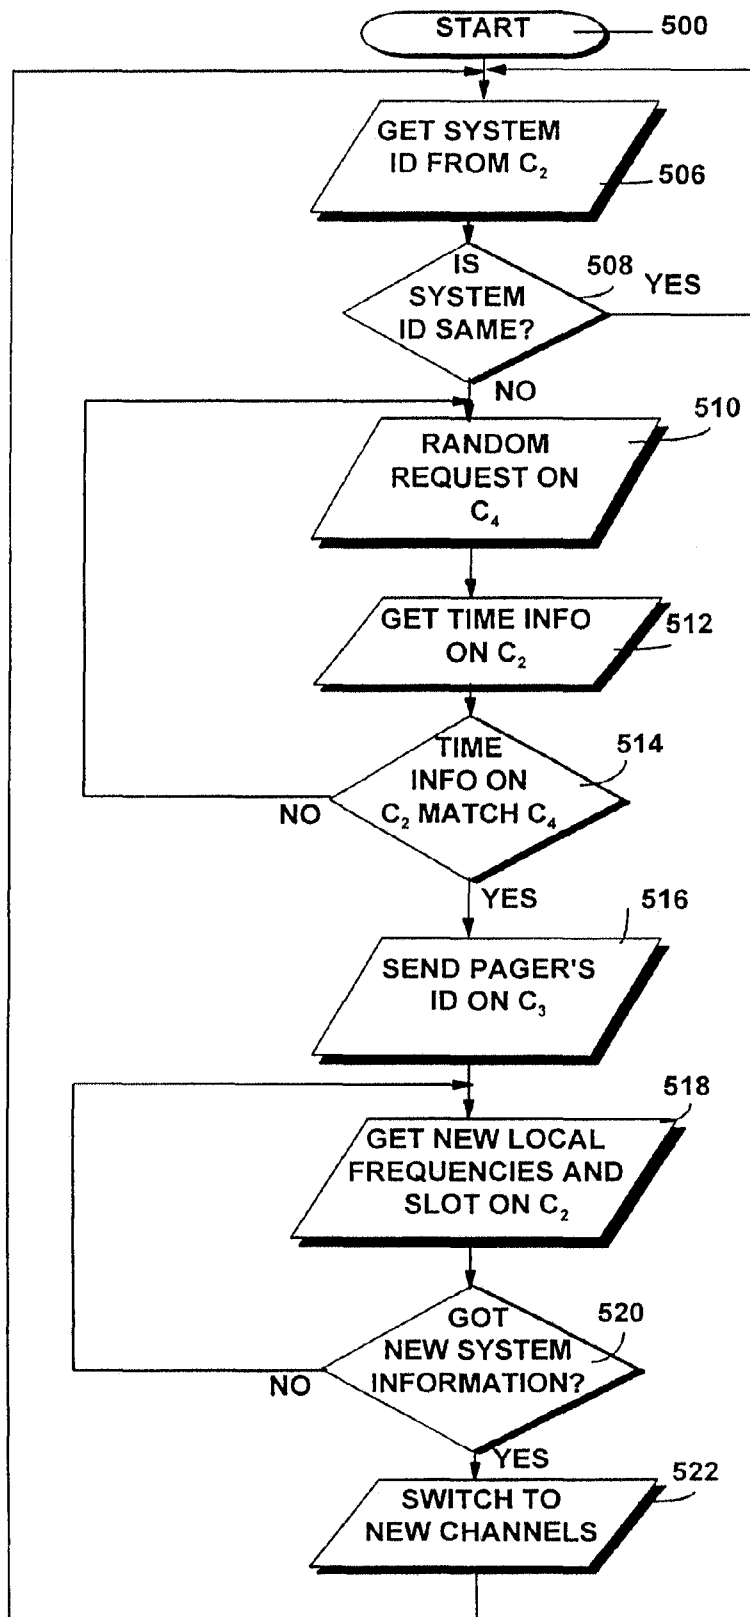 START
500
GET SYSTEM
ID FROM C₂
506
IS
SYSTEM
ID SAME?
508
YES
NO
RANDOM
REQUEST ON
C₄
510
GET TIME INFO
ON C₂
512
TIME
INFO ON
C₂ MATCH C₄
514
NO
YES
SEND PAGER'S
ID ON C₃
516
GET NEW LOCAL
FREQUENCIES AND
SLOT ON C₂
518
GOT
NEW SYSTEM
INFORMATION?
520
NO
YES
SWITCH TO
NEW CHANNELS
522